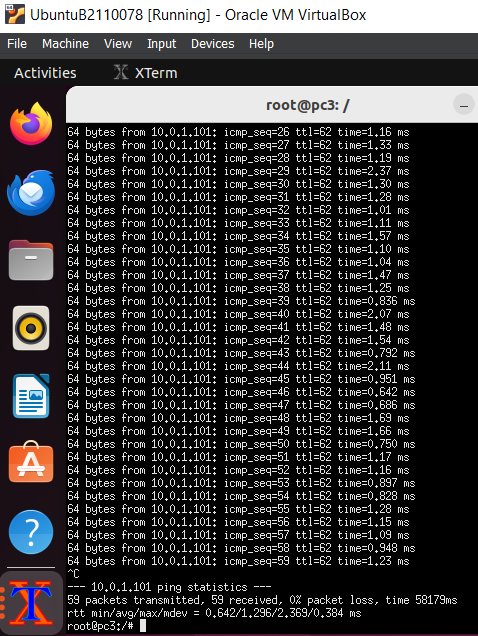 UbuntuB2110078 [Running] - Oracle VM VirtualBox
File Machine View Input Devices Help
Activities XTerm
root@pc3: /
64 bytes from 10.0.1.101: icmp_seq=26 ttl=62 time=1.16 ms
64 bytes from 10.0.1.101: icmp_seq=27 ttl=62 time=1.33 ms
64 bytes from 10.0.1.101: icmp_seq=28 ttl=62 time=1.19 ms
64 bytes from 10.0.1.101: icmp_seq=29 ttl=62 time=2.37 ms
64 bytes from 10.0.1.101: icmp_seq=30 ttl=62 time=1.30 ms
64 bytes from 10.0.1.101: icmp_seq=31 ttl=62 time=1.28 ms
64 bytes from 10.0.1.101: icmp_seq=32 ttl=62 time=1.01 ms
64 bytes from 10.0.1.101: icmp_seq=33 ttl=62 time=1.11 ms
64 bytes from 10.0.1.101: icmp_seq=34 ttl=62 time=1.57 ms
64 bytes from 10.0.1.101: icmp_seq=35 ttl=62 time=1.10 ms
64 bytes from 10.0.1.101: icmp_seq=36 ttl=62 time=1.04 ms
64 bytes from 10.0.1.101: icmp_seq=37 ttl=62 time=1.47 ms
64 bytes from 10.0.1.101: icmp_seq=38 ttl=62 time=1.25 ms
64 bytes from 10.0.1.101: icmp_seq=39 ttl=62 time=0.836 ms
64 bytes from 10.0.1.101: icmp_seq=40 ttl=62 time=2.07 ms
64 bytes from 10.0.1.101: icmp_seq=41 ttl=62 time=1.48 ms
64 bytes from 10.0.1.101: icmp_seq=42 ttl=62 time=1.54 ms
64 bytes from 10.0.1.101: icmp_seq=43 ttl=62 time=0.792 ms
64 bytes from 10.0.1.101: icmp_seq=44 ttl=62 time=2.11 ms
64 bytes from 10.0.1.101: icmp_seq=45 ttl=62 time=0.951 ms
64 bytes from 10.0.1.101: icmp_seq=46 ttl=62 time=0.642 ms
64 bytes from 10.0.1.101: icmp_seq=47 ttl=62 time=0.686 ms
64 bytes from 10.0.1.101: icmp_seq=48 ttl=62 time=1.69 ms
64 bytes from 10.0.1.101: icmp_seq=49 ttl=62 time=1.66 ms
64 bytes from 10.0.1.101: icmp_seq=50 ttl=62 time=0.750 ms
64 bytes from 10.0.1.101: icmp_seq=51 ttl=62 time=1.17 ms
64 bytes from 10.0.1.101: icmp_seq=52 ttl=62 time=1.16 ms
64 bytes from 10.0.1.101: icmp_seq=53 ttl=62 time=0.897 ms
64 bytes from 10.0.1.101: icmp_seq=54 ttl=62 time=0.828 ms
64 bytes from 10.0.1.101: icmp_seq=55 ttl=62 time=1.28 ms
64 bytes from 10.0.1.101: icmp_seq=56 ttl=62 time=1.15 ms
64 bytes from 10.0.1.101: icmp_seq=57 ttl=62 time=1.09 ms
64 bytes from 10.0.1.101: icmp_seq=58 ttl=62 time=0.948 ms
64 bytes from 10.0.1.101: icmp_seq=59 ttl=62 time=1.23 ms
^C
--- 10.0.1.101 ping statistics ---
59 packets transmitted, 59 received, 0% packet loss, time 58179ms
rtt min/avg/max/mdev = 0.642/1.296/2.369/0.384 ms
root@pc3:/#